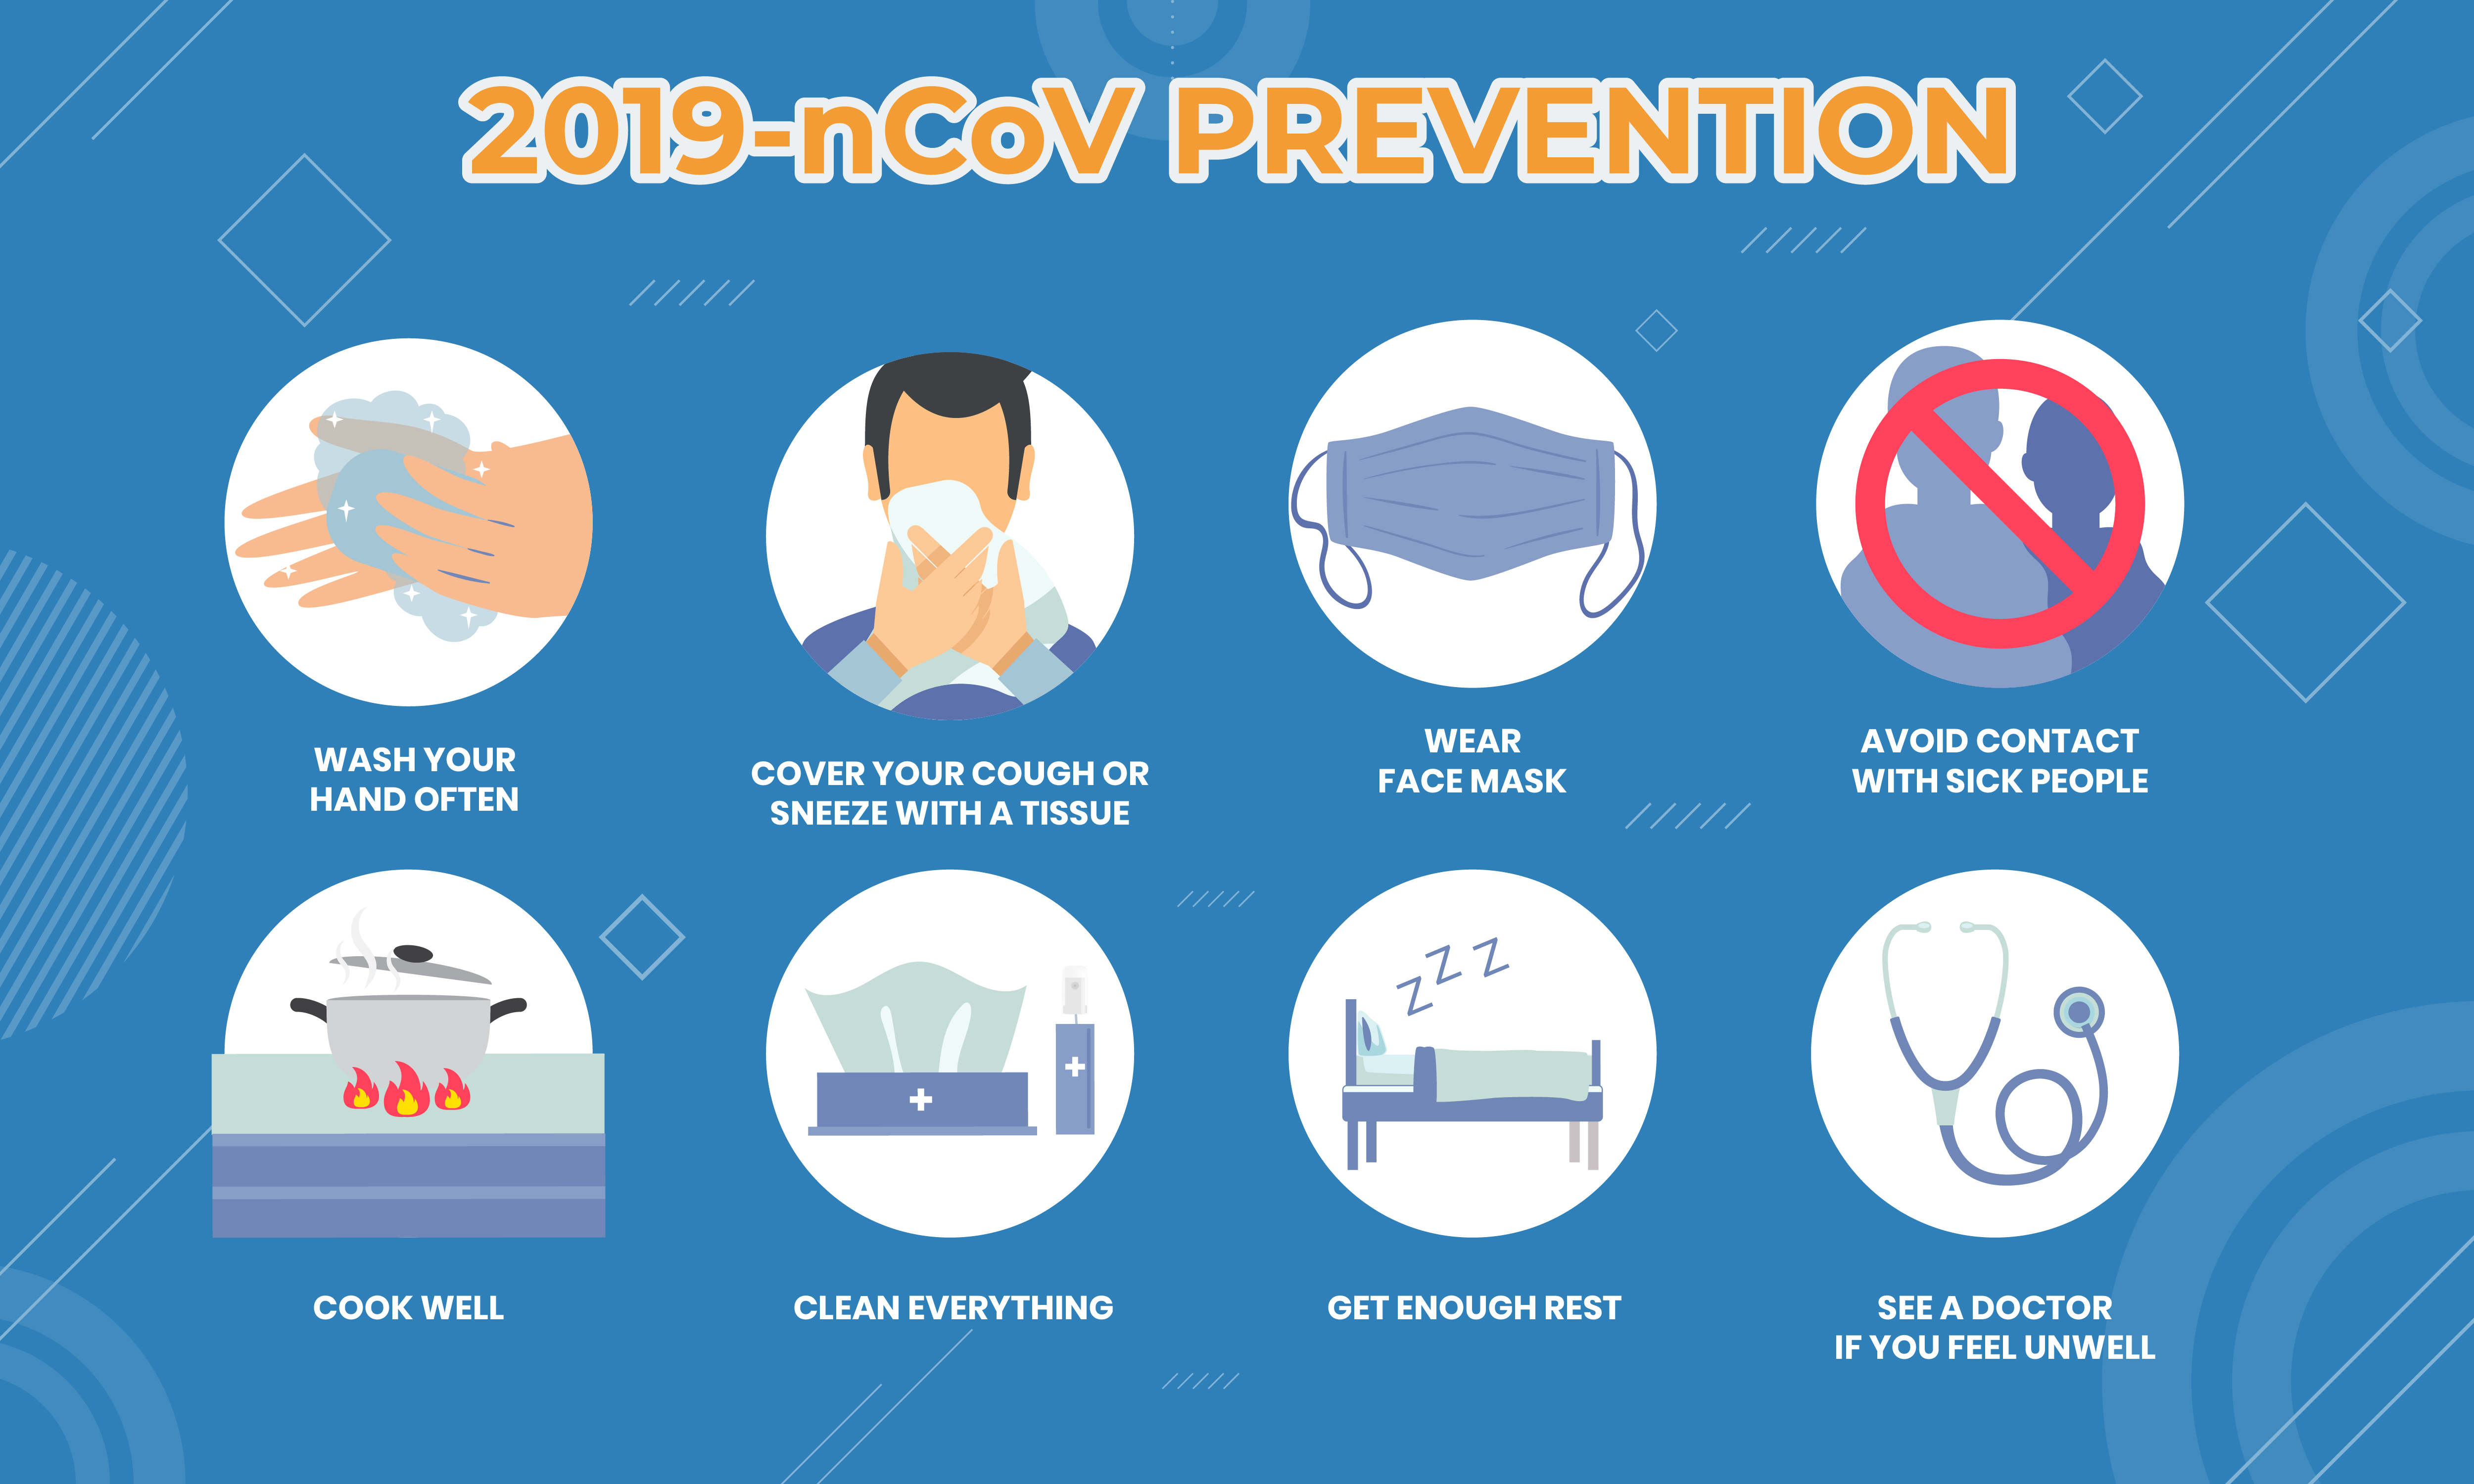 2019-nCoV PREVENTION
WASH YOUR
HAND OFTEN
COVER YOUR COUGH OR
SNEEZE WITH A TISSUE
WEAR
FACE MASK
AVOID CONTACT
WITH SICK PEOPLE
Z Z Z
COOK WELL
CLEAN EVERYTHING
GET ENOUGH REST
SEE A DOCTOR
IF YOU FEEL UNWELL